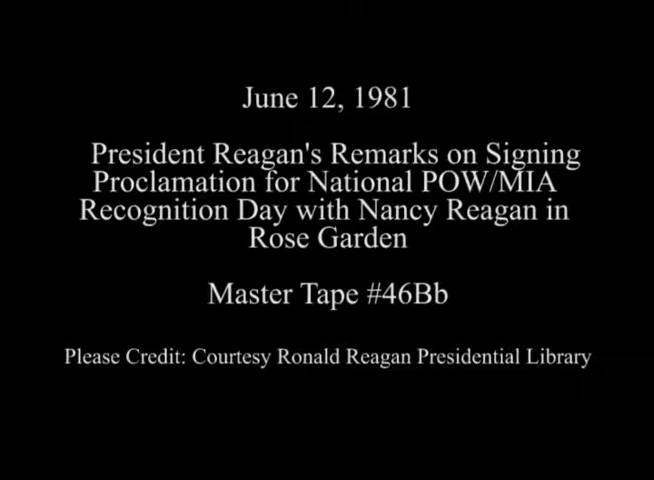 June 12, 1981
President Reagan's Remarks on Signing
Proclamation for National POW/MIA
Recognition Day with Nancy Reagan in
Rose Garden
Master Tape #46Bb
Please Credit: Courtesy Ronald Reagan Presidential Library